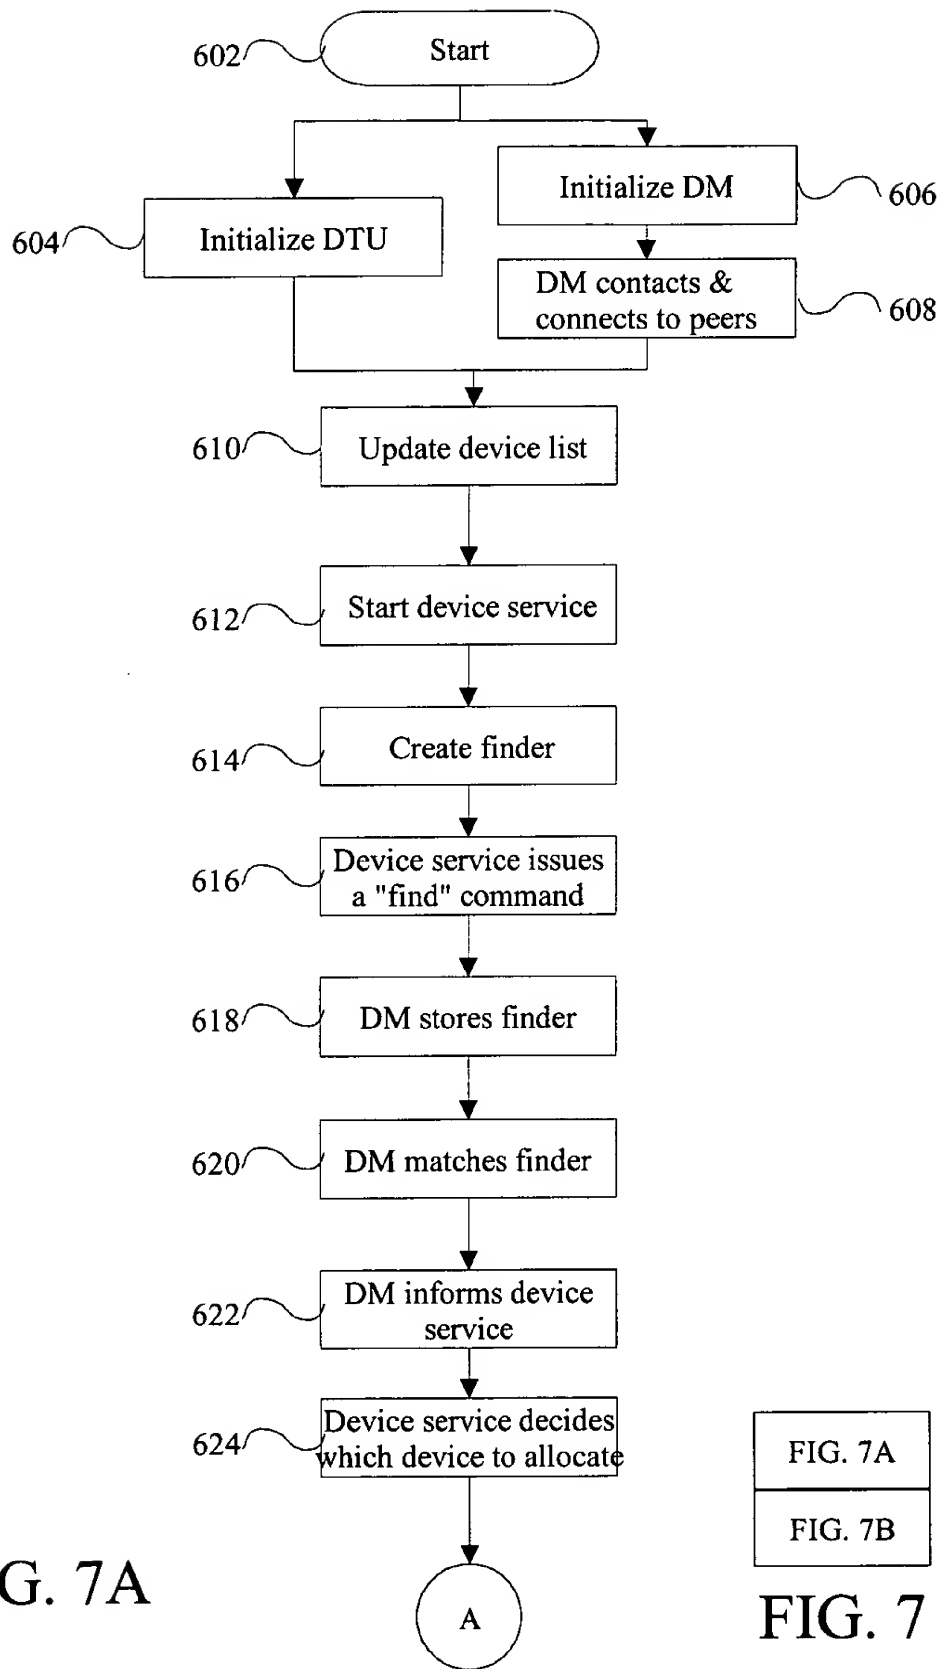 602
Start
Initialize DM
606
604
Initialize DTU
DM contacts &
connects to peers
608
610
Update device list
612
Start device service
614
Create finder
616
Device service issues
a "find" command
618
DM stores finder
620
DM matches finder
622
DM informs device
service
624
Device service decides
which device to allocate
FIG. 7A
FIG. 7B
G. 7A
A
FIG. 7